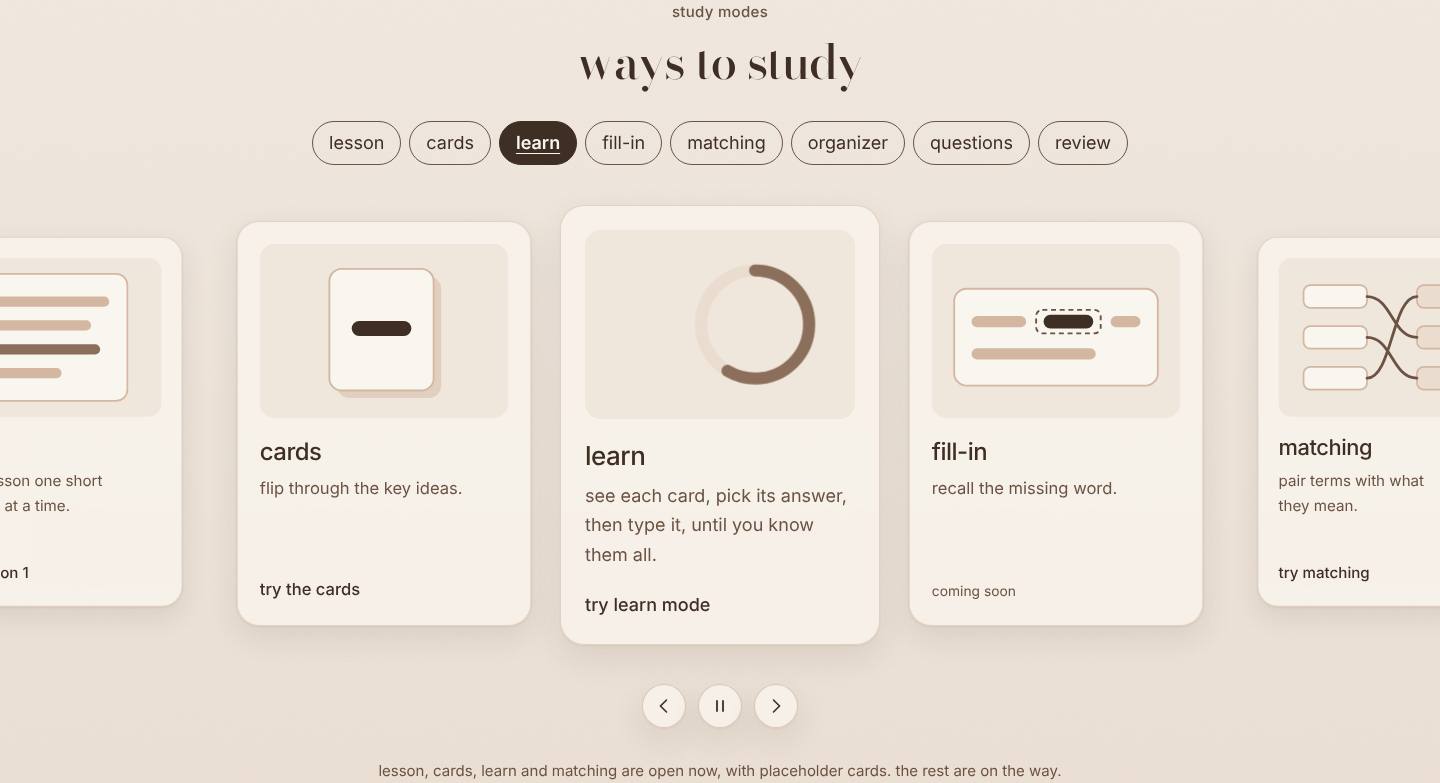 study modes
ways to study
lesson
cards
learn
fill-in
matching
organizer
questions
review
one short
at a time.
1
cards
flip through the key ideas.
try the cards
learn
see each card, pick its answer,
then type it, until you know
them all.
try learn mode
fill-in
recall the missing word.
coming soon
matching
pair terms with what
they mean.
try matching
lesson, cards, learn and matching are open now, with placeholder cards. the rest are on the way.